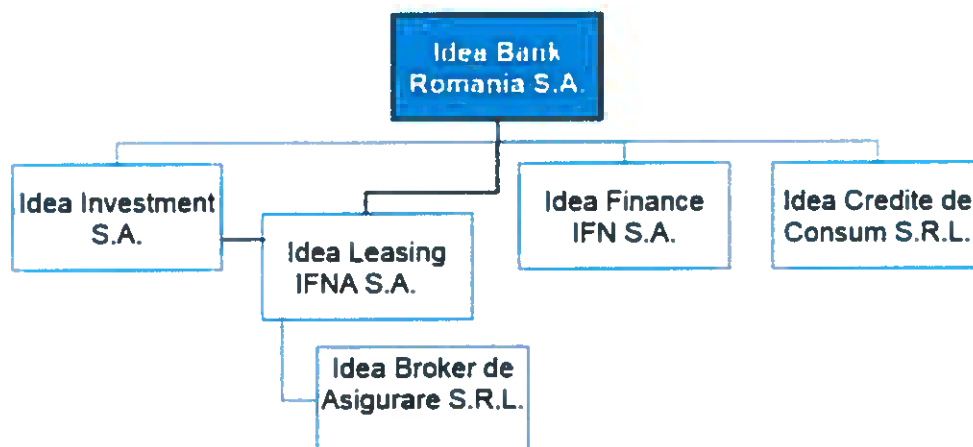 Idea Bank
Romania S.A.
Idea Investment
S.A.
Idea Leasing
IFNA S.A.
Idea Finance
IFN S.A.
Idea Credite de
Consum S.R.L.
Idea Broker de
Asigurare S.R.L.